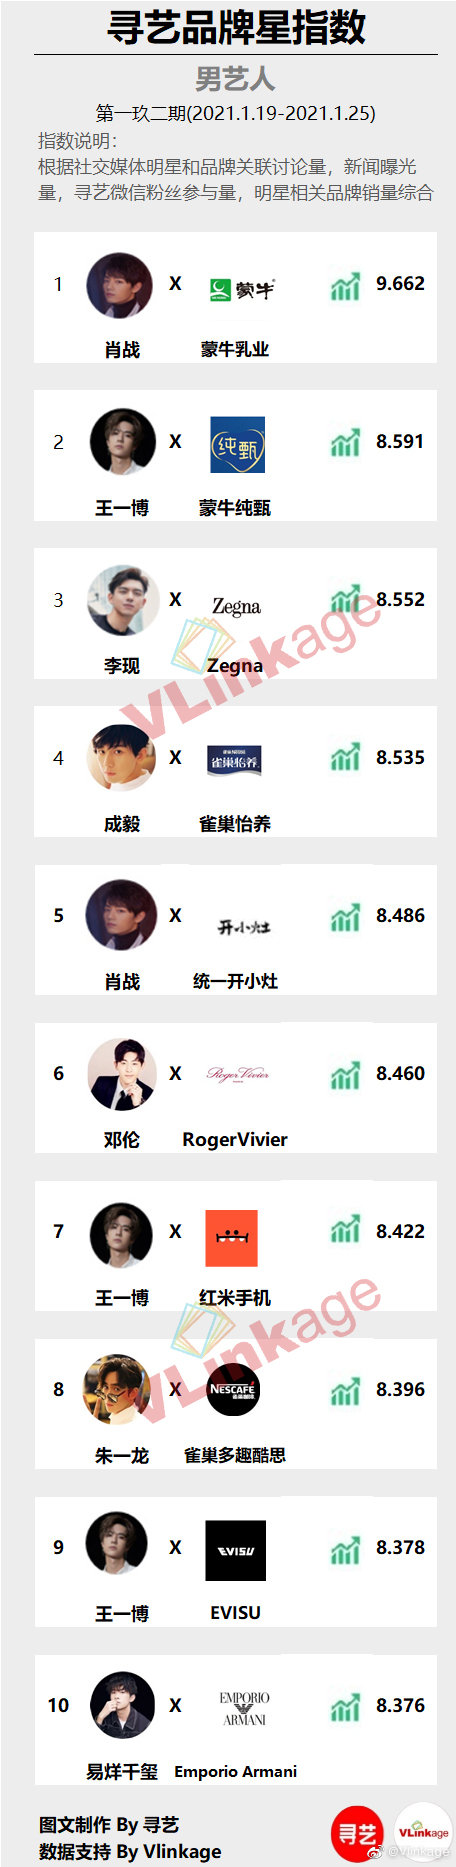 寻艺品牌星指数
男艺人
第一玖二期(2021.1.19-2021.1.25)
指数说明：
根据社交媒体明星和品牌关联讨论量，新闻曝光
量，寻艺微信粉丝参与量，明星相关品牌销量综合
1 X 蒙牛 9.662
肖战 蒙牛乳业
2 X 纯甄 8.591
王一博 蒙牛纯甄
3 X Zegna 8.552
李现 Zegna
VLinkage
4 X 雀巢怡养 8.535
成毅 雀巢怡养
5 X 开小灶 8.486
肖战 统一开小灶
6 X Roger Vivier 8.460
邓伦 RogerVivier
7 X 8.422
王一博 红米手机
VLinkage
8 X NESCAFÉ 8.396
朱一龙 雀巢多趣酷思
9 X EVISU 8.378
王一博 EVISU
10 X EMPORIO ARMANI 8.376
易烊千玺 Emporio Armani
图文制作 By 寻艺
数据支持 By Vlinkage
寻艺
VLinkage
@Vlinkage